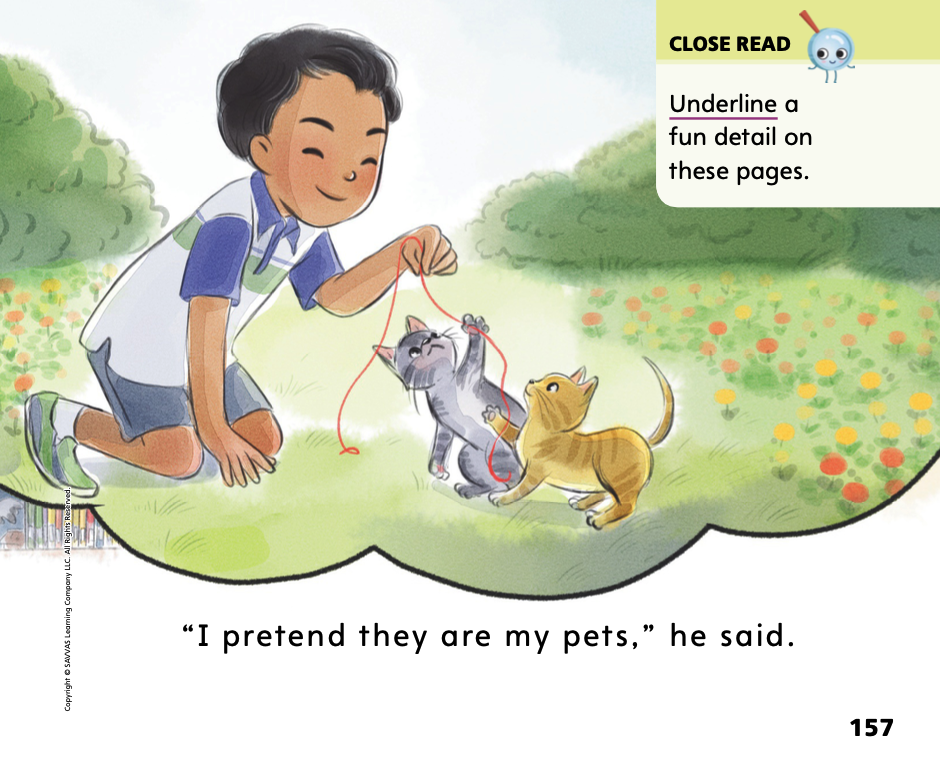 CLOSE READ
Underline a
fun detail on
these pages.
Copyright © SAVVAS Learning Company LLC. All Rights Reserved.
“I pretend they are my pets,” he said.
157